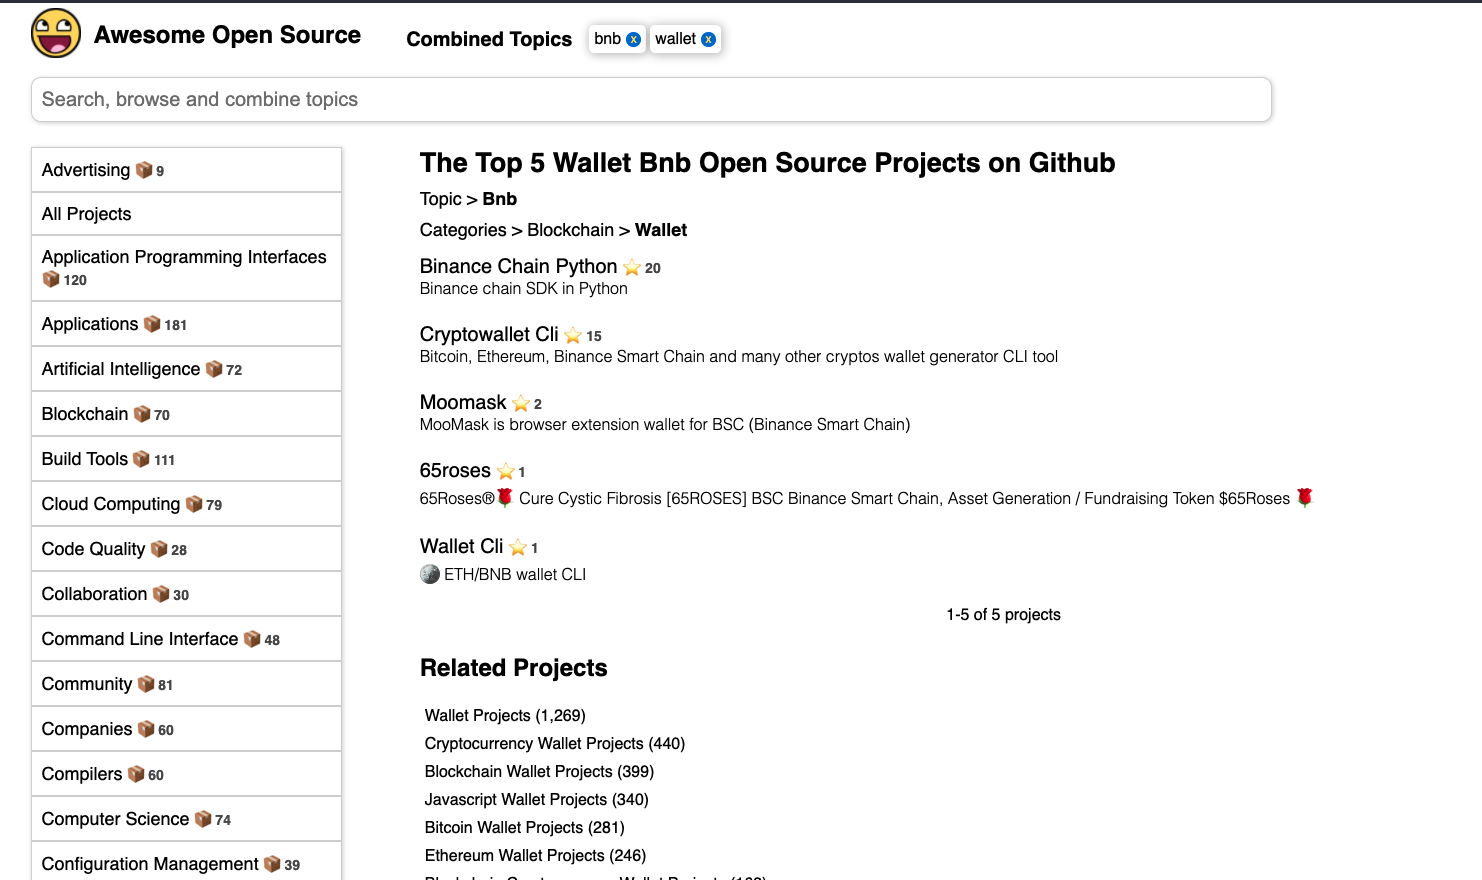 Awesome Open Source
Combined Topics
bnb x
wallet x
Search, browse and combine topics
Advertising 9
All Projects
Application Programming Interfaces
120
Applications 181
Artificial Intelligence 72
Blockchain 70
Build Tools 111
Cloud Computing 79
Code Quality 28
Collaboration 30
Command Line Interface 48
Community 81
Companies 60
Compilers 60
Computer Science 74
Configuration Management 39
The Top 5 Wallet Bnb Open Source Projects on Github
Topic > Bnb
Categories > Blockchain > Wallet
Binance Chain Python ⭐ 20
Binance chain SDK in Python
Cryptowallet Cli ⭐ 15
Bitcoin, Ethereum, Binance Smart Chain and many other cryptos wallet generator CLI tool
Moomask ⭐ 2
MooMask is browser extension wallet for BSC (Binance Smart Chain)
65roses ⭐ 1
65Roses®🌹 Cure Cystic Fibrosis [65ROSES] BSC Binance Smart Chain, Asset Generation / Fundraising Token $65Roses 🌹
Wallet Cli ⭐ 1
ETH/BNB wallet CLI
1-5 of 5 projects
Related Projects
Wallet Projects (1,269)
Cryptocurrency Wallet Projects (440)
Blockchain Wallet Projects (399)
Javascript Wallet Projects (340)
Bitcoin Wallet Projects (281)
Ethereum Wallet Projects (246)